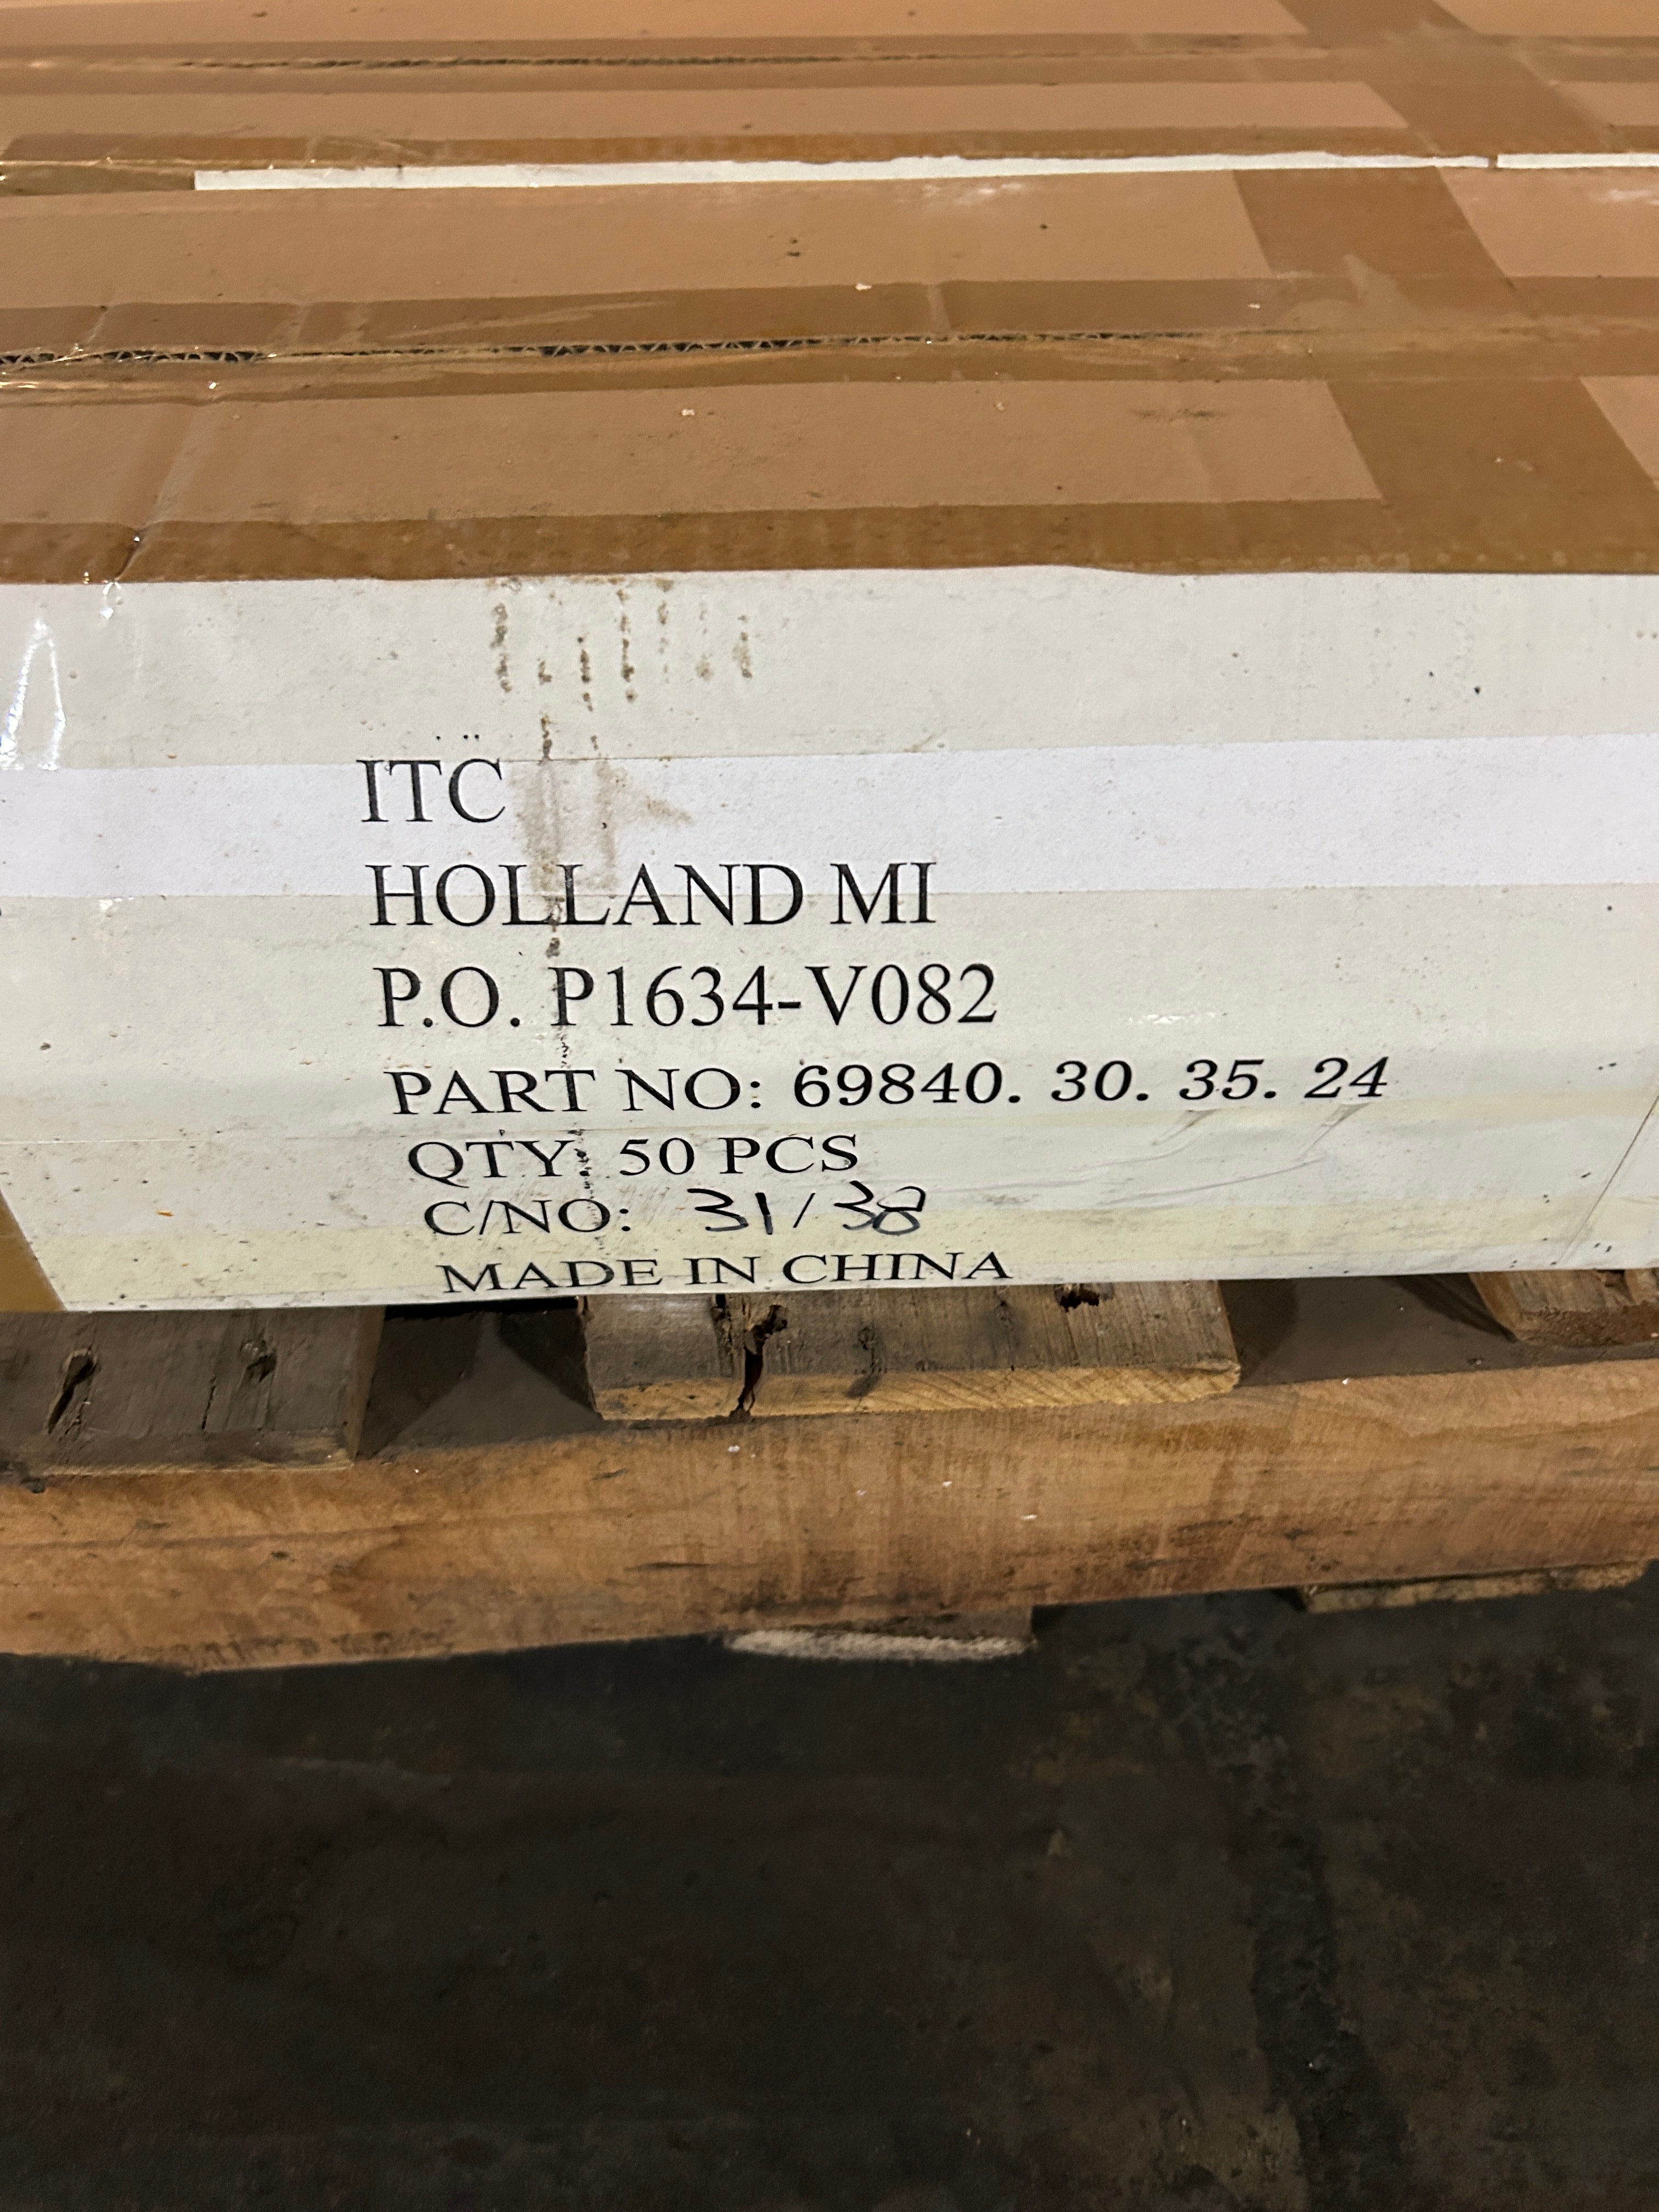 ITC
HOLLAND MI
P.O. P1634-V082
PART NO: 69840. 30. 35. 24
QTY: 50 PCS
C/NO: 31/38
MADE IN CHINA